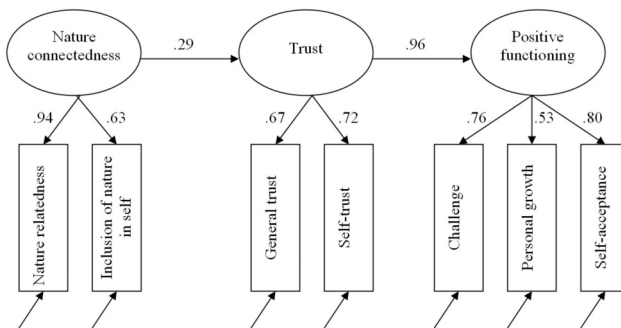 Nature
connectedness
.29
Trust
.96
Positive
functioning
.94
.63
.67
.72
.76
.53
.80
Nature relatedness
Inclusion of nature
in self
General trust
Self-trust
Challenge
Personal growth
Self-acceptance